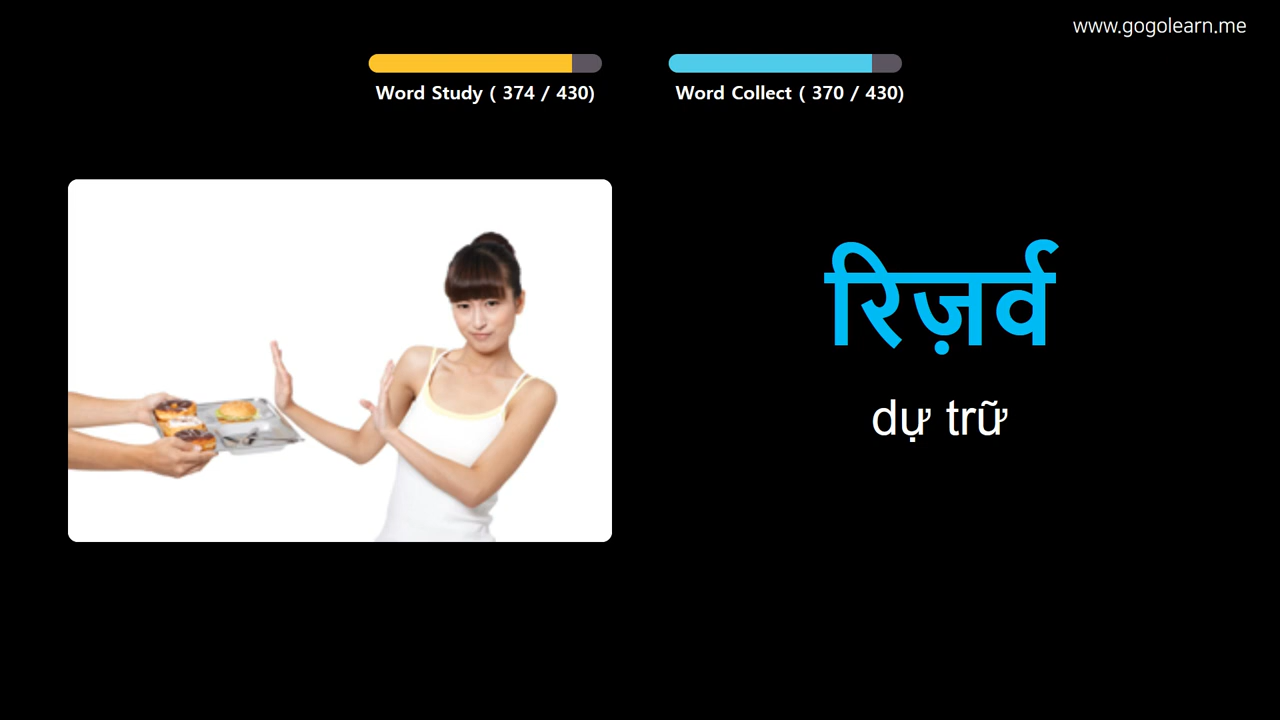 www.gogolearn.me
Word Study ( 374 / 430)
Word Collect ( 370 / 430)
रिज़र्व
dự trữ